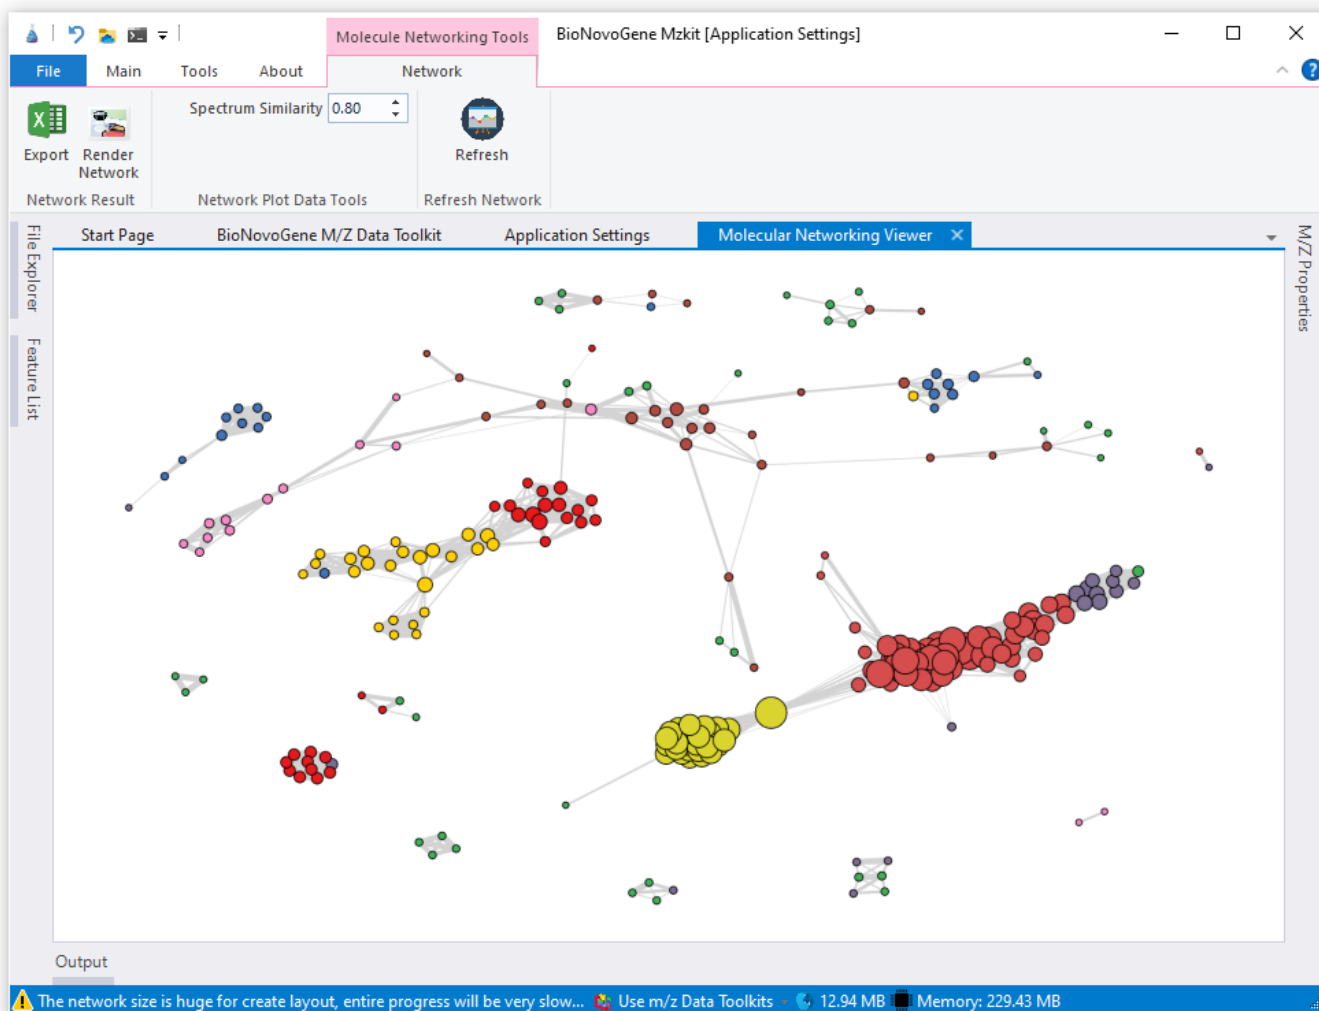 Molecule Networking Tools
BioNovoGene Mzkit [Application Settings]
File Main Tools About Network
Spectrum Similarity 0.80
Export
Render
Network
Refresh
Network Result
Network Plot Data Tools
Refresh Network
File Explorer
Feature List
Start Page
BioNovoGene M/Z Data Toolkit
Application Settings
Molecular Networking Viewer
M/Z Properties
Output
The network size is huge for create layout, entire progress will be very slow... Use m/z Data Toolkits 12.94 MB Memory: 229.43 MB